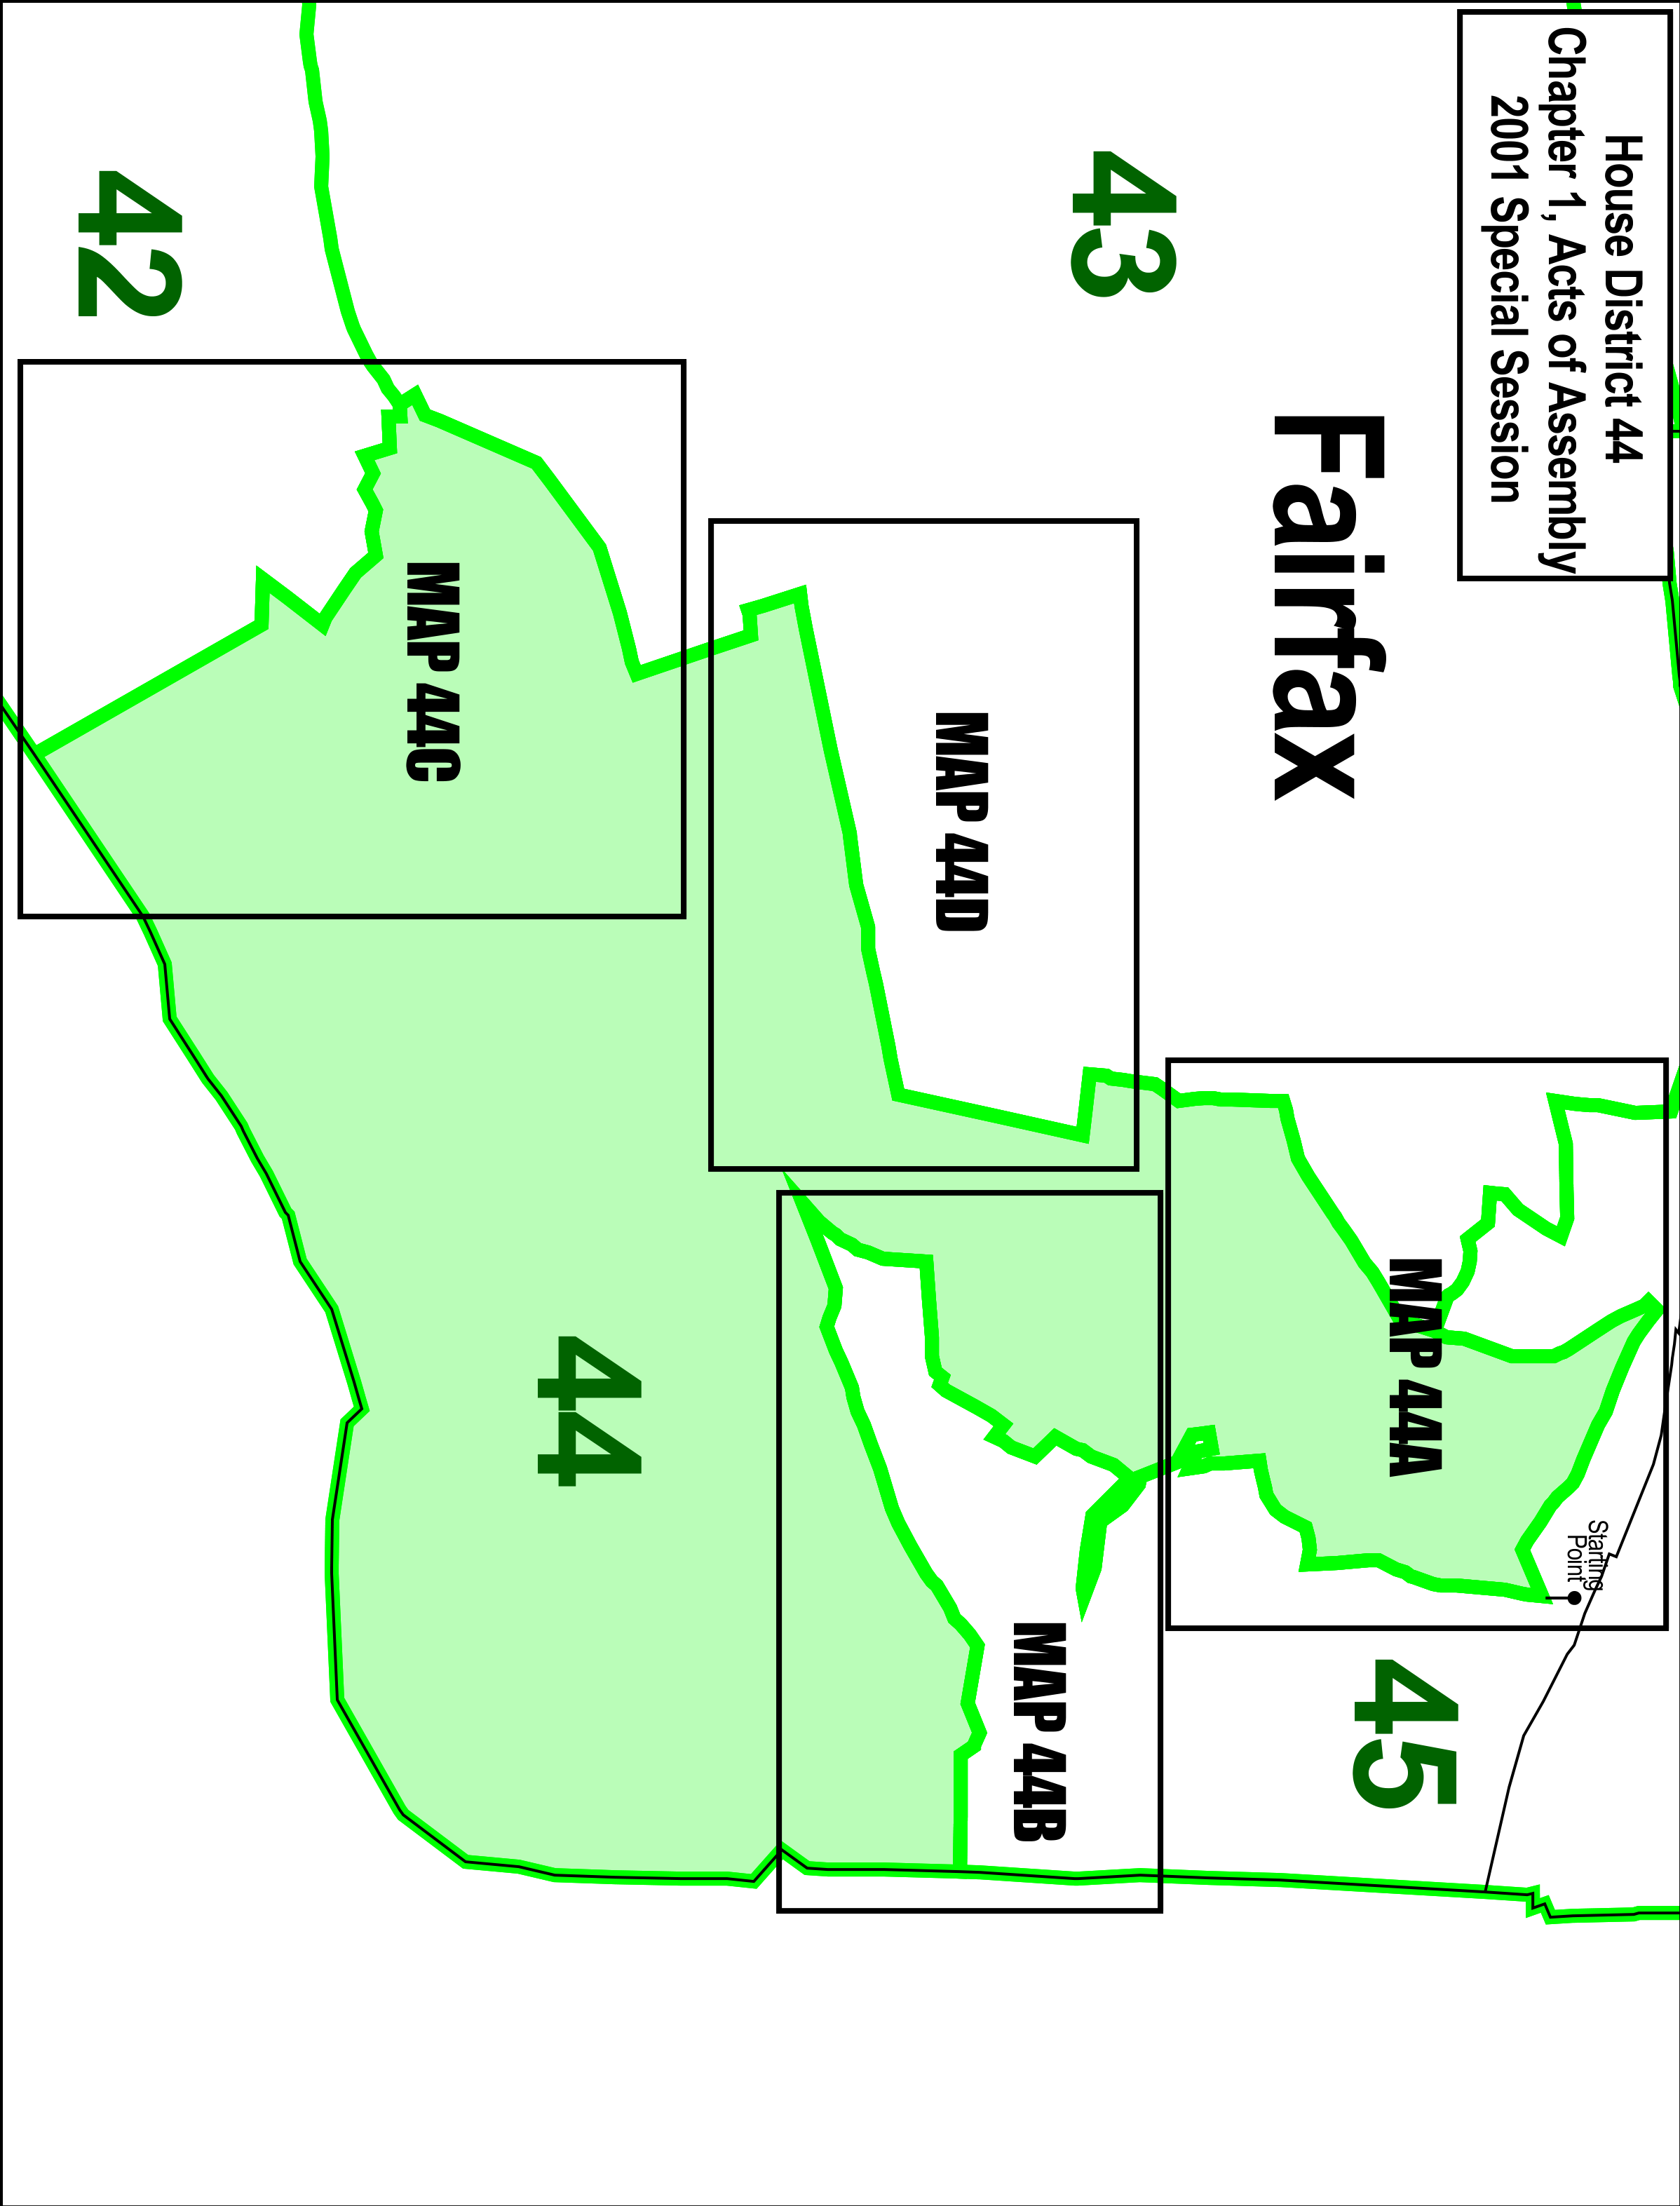 House District 44
Chapter 1, Acts of Assembly
2001 Special Session
Fairfax
43
42
MAP 44A
Starting
Point
45
MAP 44D
MAP 44B
MAP 44C
44